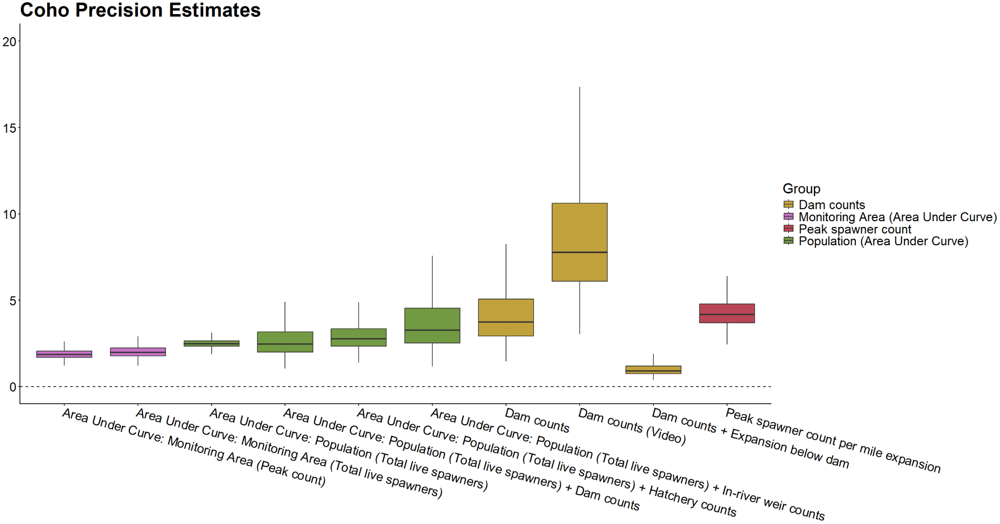 Coho Precision Estimates
20
15
10
5
0
Area Under Curve: Monitoring Area (Peak count)
Area Under Curve: Monitoring Area (Total live spawners)
Area Under Curve: Population (Total live spawners)
Area Under Curve: Population (Total live spawners) + Dam counts
Area Under Curve: Population (Total live spawners) + Hatchery counts
Area Under Curve: Population (Total live spawners) + In-river weir counts
Dam counts
Dam counts (Video)
Dam counts + Expansion below dam
Peak spawner count per mile expansion
Group
Dam counts
Monitoring Area (Area Under Curve)
Peak spawner count
Population (Area Under Curve)